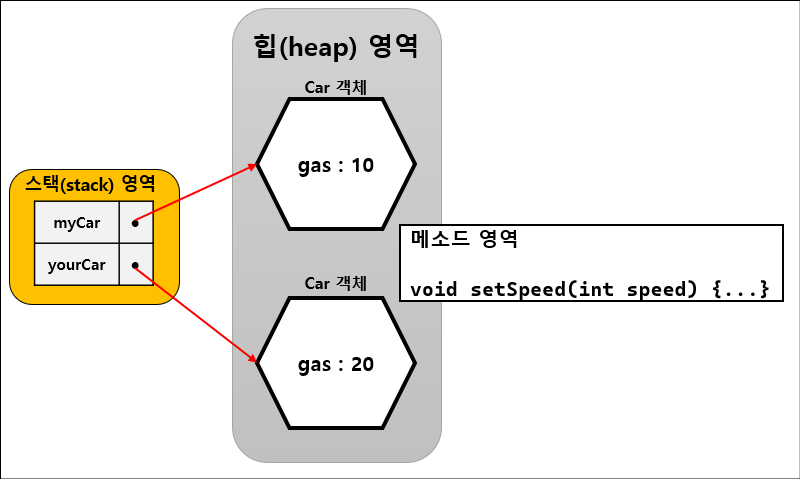 힙(heap) 영역
Car 객체
gas : 10
스택(stack) 영역
myCar
yourCar
메소드 영역
void setSpeed(int speed) {...}
Car 객체
gas : 20